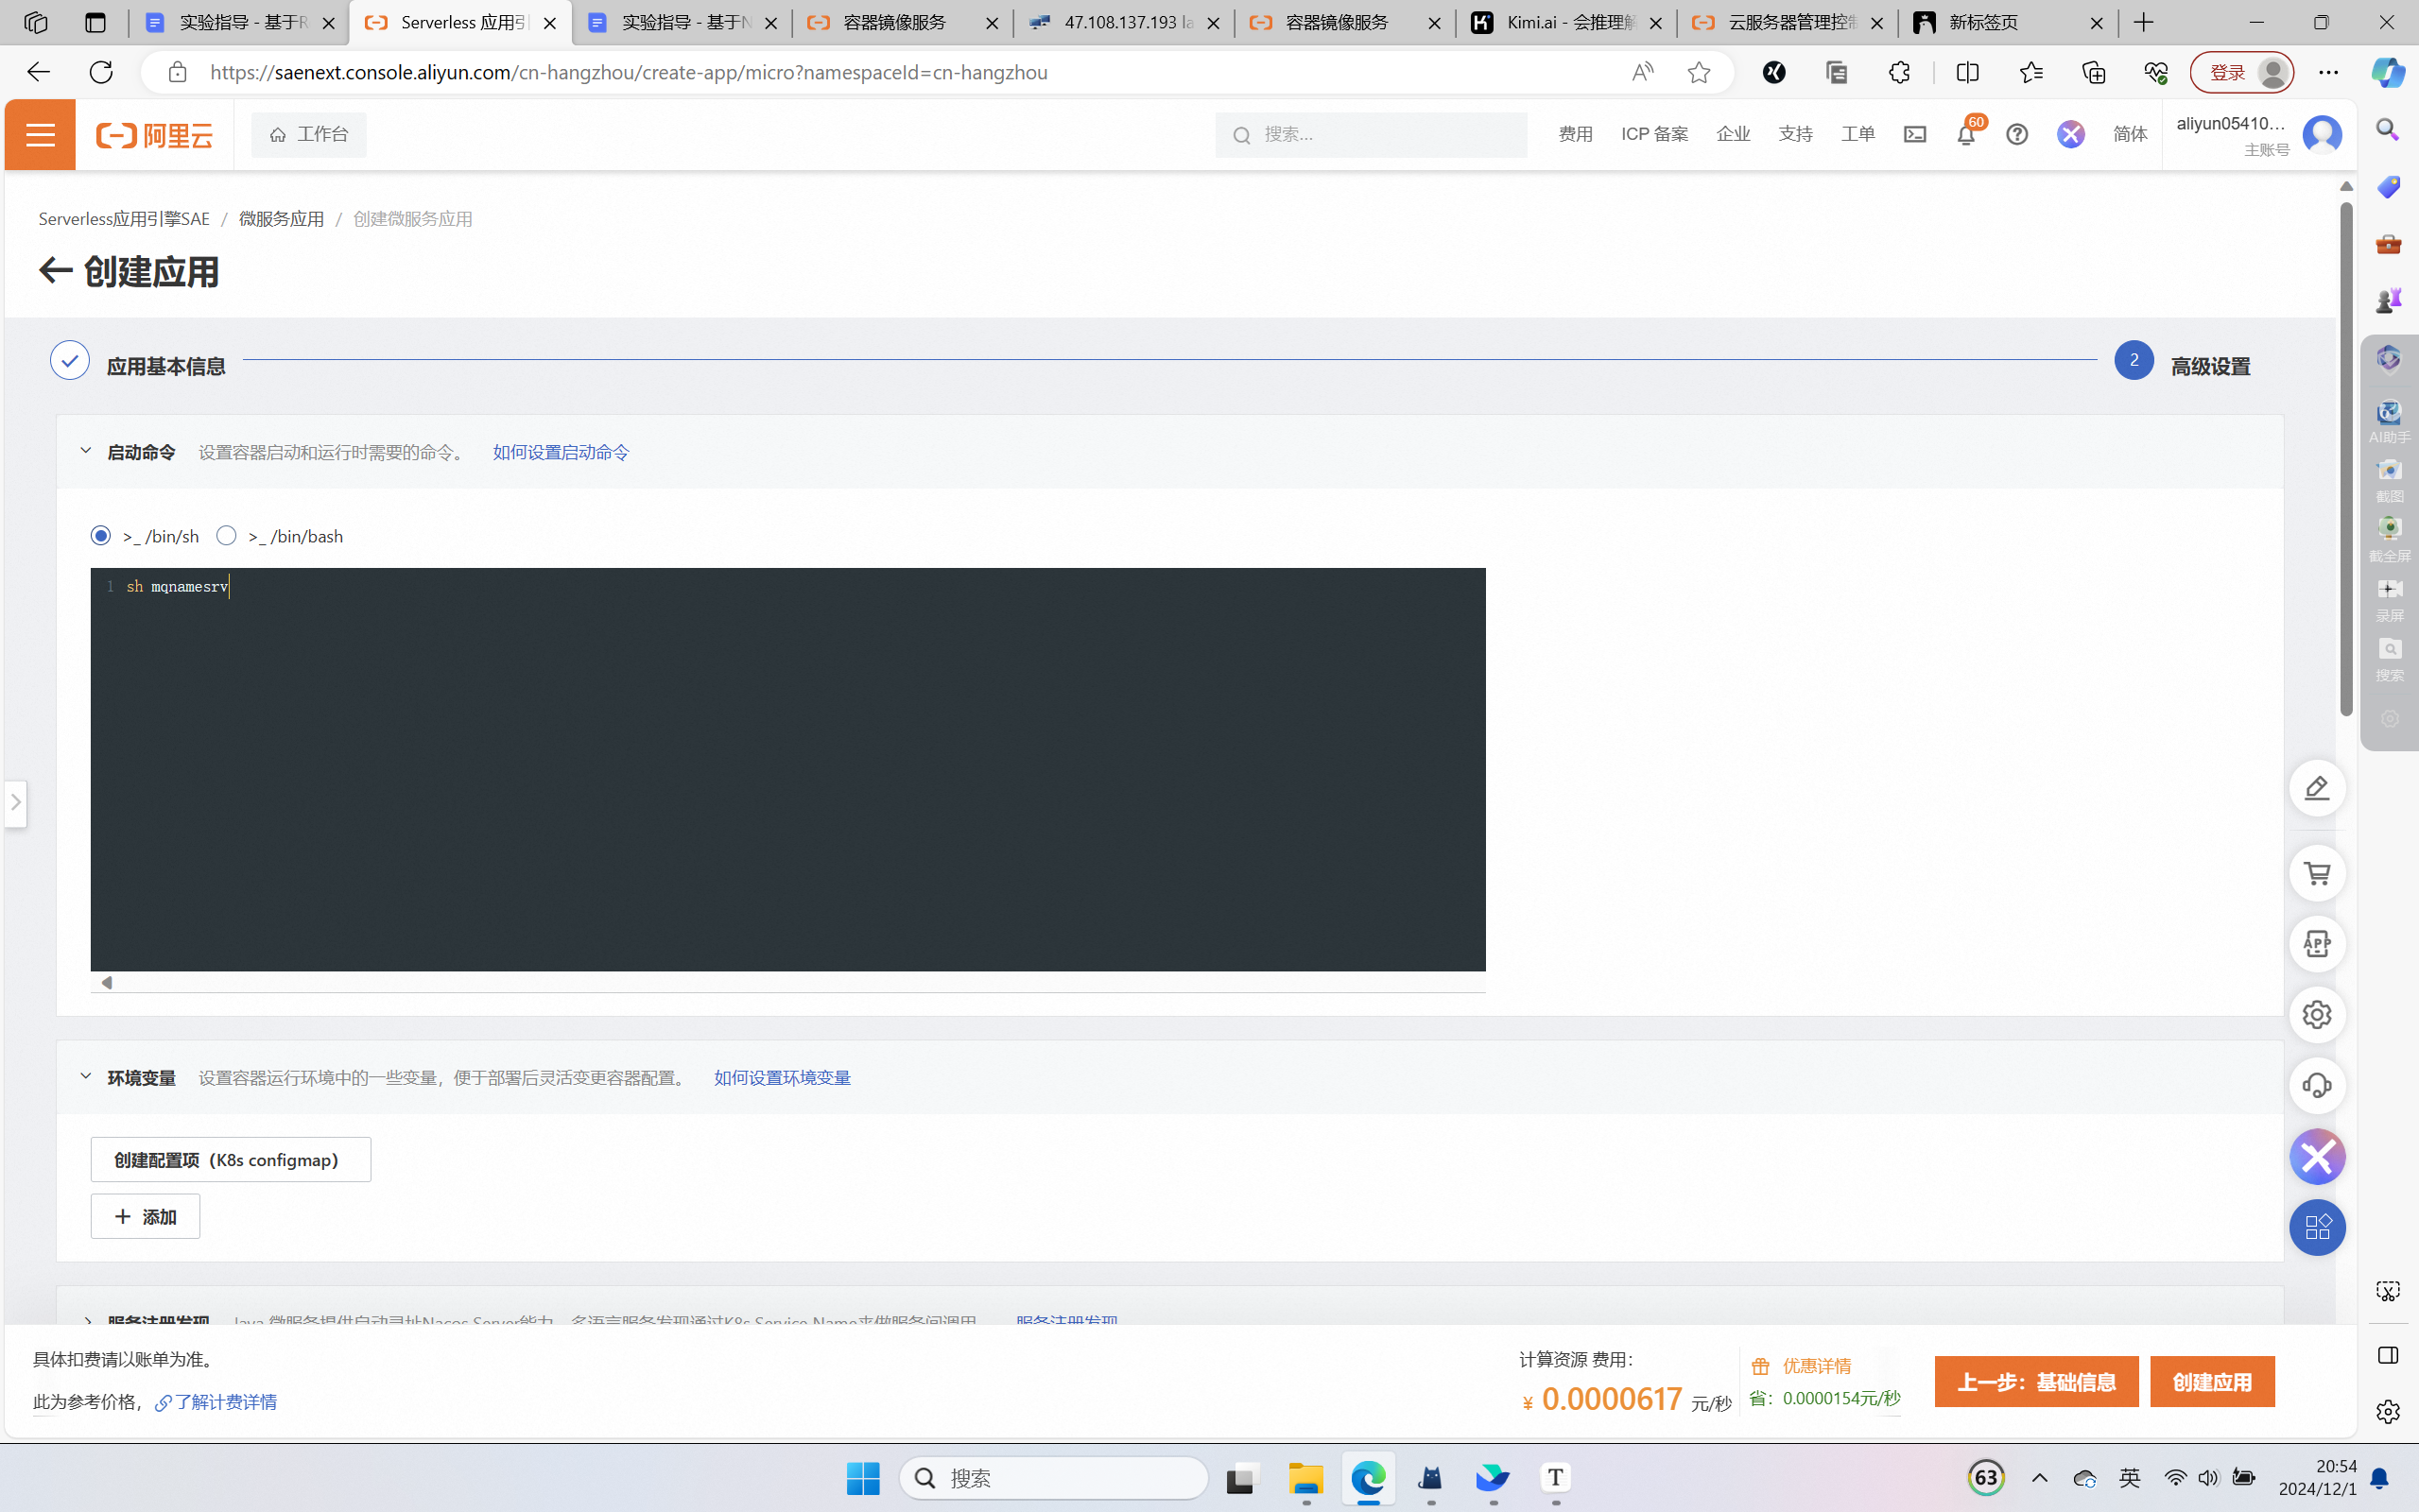 实验指导 - 基于R
Serverless 应用引
实验指导 - 基于N
容器镜像服务
47.108.137.193 la
容器镜像服务
Kimi.ai - 会推理解
云服务器管理控制
新标签页
https://saenext.console.aliyun.com/cn-hangzhou/create-app/micro?namespaceId=cn-hangzhou
登录
阿里云
工作台
搜索...
费用
ICP 备案
企业
支持
工单
60
简体
aliyun05410...
主账号
Serverless应用引擎SAE / 微服务应用 / 创建微服务应用
创建应用
应用基本信息
2 高级设置
启动命令 设置容器启动和运行时需要的命令。 如何设置启动命令
>_ /bin/sh >_ /bin/bash
1 sh mqnamesrv
AI助手
截图
截全屏
录屏
搜索
APP
环境变量 设置容器运行环境中的一些变量，便于部署后灵活变更容器配置。 如何设置环境变量
创建配置项（K8s configmap）
添加
服务注册发现 Java 微服务提供自动寻址Nacos Server能力，多语言服务发现通过K8s Service Name来做服务间调用 服务注册发现
具体扣费请以账单为准。
此为参考价格， 了解计费详情
计算资源 费用：
¥ 0.0000617 元/秒
优惠详情
省：0.0000154元/秒
上一步：基础信息
创建应用
搜索
T
63
英
20:54
2024/12/1